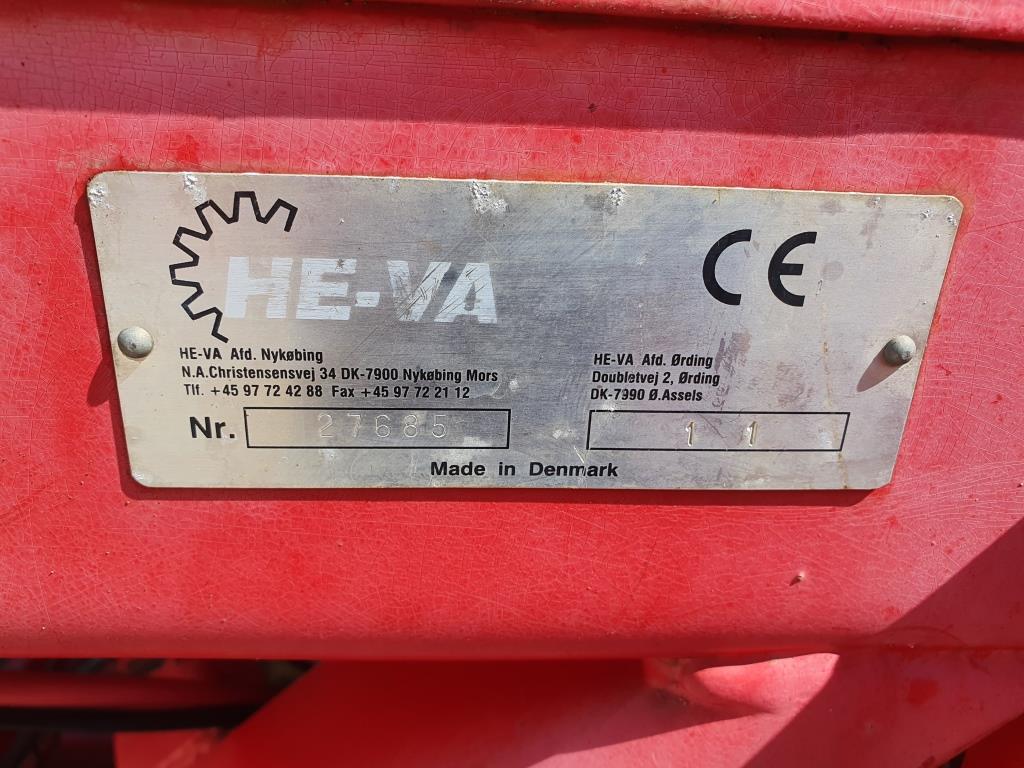 HE-VA
CE
HE-VA Afd. Nykøbing
N.A.Christensensvej 34 DK-7900 Nykøbing Mors
Tlf. +45 97 72 42 88 Fax +45 97 72 21 12
HE-VA Afd. Ørding
Doubletvej 2, Ørding
DK-7990 Ø.Assels
Nr. 27685
1 1
Made in Denmark